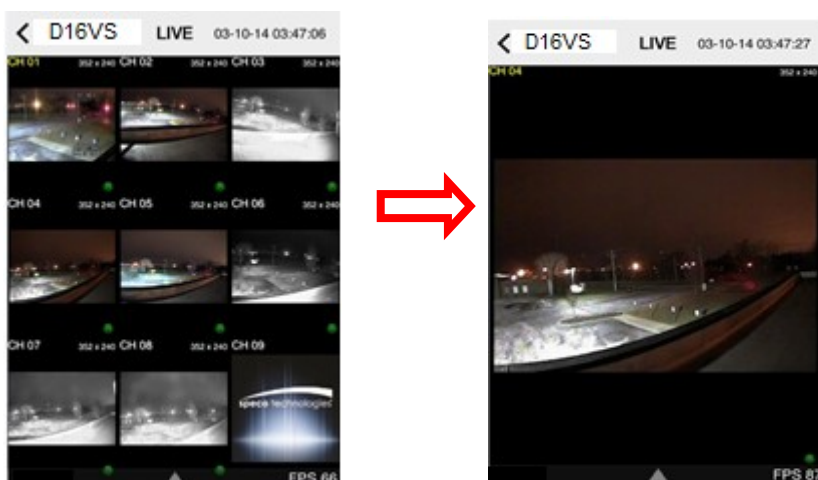 D16VS LIVE 03-10-14 03:47:06
CH 01 352 x 240 CH 02 352 x 240 CH 03 352 x 240
CH 04 352 x 240 CH 05 352 x 240 CH 06 352 x 240
CH 07 352 x 240 CH 08 352 x 240 CH 09
speco technologies
FPS 66
D16VS LIVE 03-10-14 03:47:27
CH 04 352 x 240
FPS 87